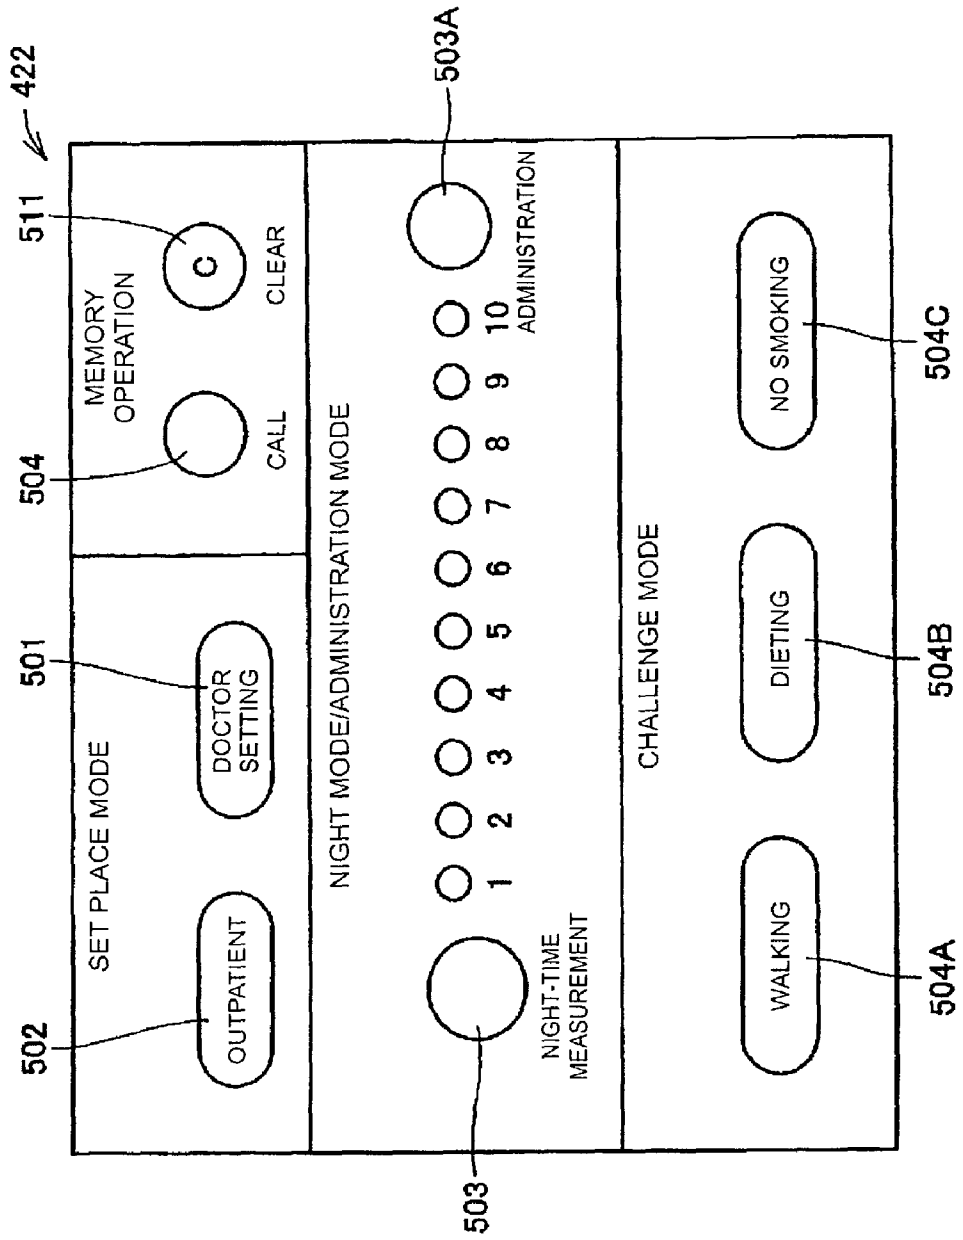 422
502
501
504
511
SET PLACE MODE
OUTPATIENT
DOCTOR
SETTING
MEMORY
OPERATION
C
CALL
CLEAR
NIGHT MODE/ADMINISTRATION MODE
1 2 3 4 5 6 7 8 9 10
NIGHT-TIME
MEASUREMENT
ADMINISTRATION
503
503A
CHALLENGE MODE
WALKING
DIETING
NO SMOKING
504A
504B
504C